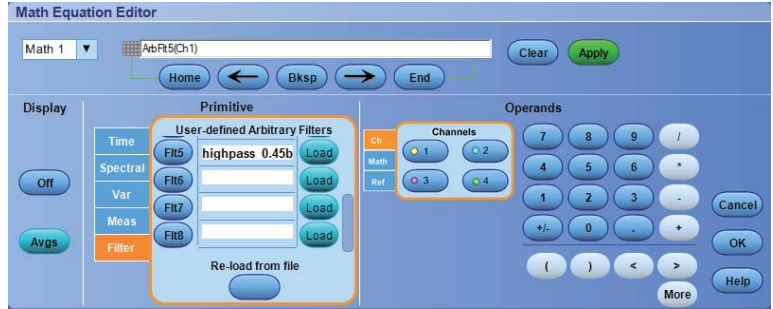 Math Equation Editor
Math 1 ▼
ArbFlt5(Ch1)
Clear
Apply
Home
←
Bksp
→
End
Display
Off
Avgs
Primitive
Time
Spectral
Var
Meas
Filter
User-defined Arbitrary Filters
Flt5 highpass_0.45b Load
Flt6 Load
Flt7 Load
Flt8 Load
Re-load from file
Operands
Ch
Math
Ref
Channels
1 2
3 4
7 8 9 /
4 5 6 *
1 2 3 -
+/- 0 . +
( ) < >
More
Cancel
OK
Help